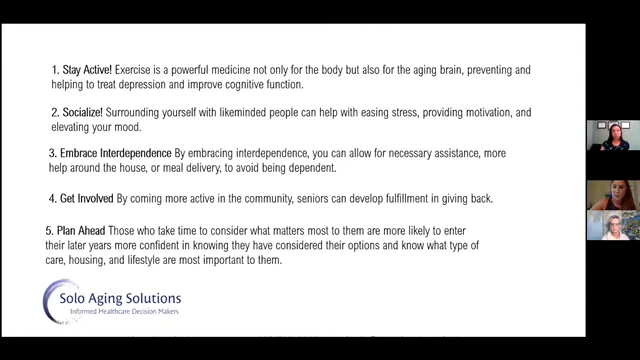 1. Stay Active! Exercise is a powerful medicine not only for the body but also for the aging brain, preventing and
helping to treat depression and improve cognitive function.
2. Socialize! Surrounding yourself with likeminded people can help with easing stress, providing motivation, and
elevating your mood.
3. Embrace Interdependence By embracing interdependence, you can allow for necessary assistance, more
help around the house, or meal delivery, to avoid being dependent.
4. Get Involved By coming more active in the community, seniors can develop fulfillment in giving back.
5. Plan Ahead Those who take time to consider what matters most to them are more likely to enter
their later years more confident in knowing they have considered their options and know what type of
care, housing, and lifestyle are most important to them.
Solo Aging Solutions
Informed Healthcare Decision Makers